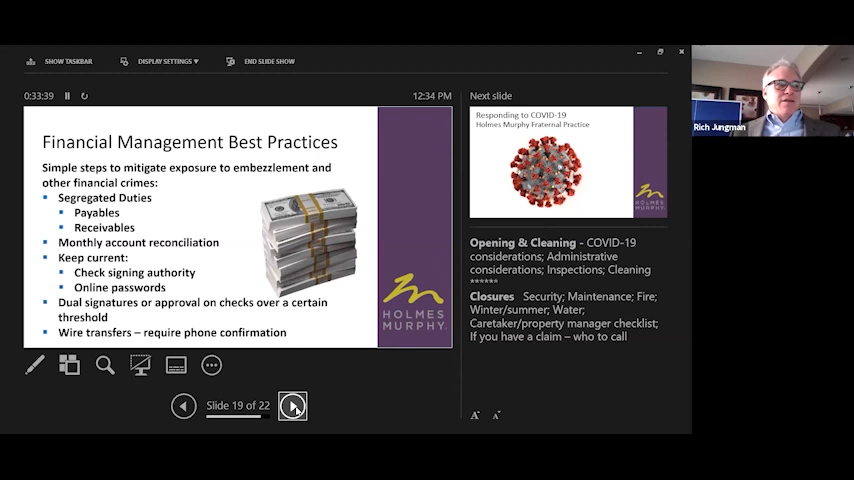 SHOW TASKBAR
DISPLAY SETTINGS ▼
END SLIDE SHOW
0:33:39
12:34 PM
Financial Management Best Practices
Simple steps to mitigate exposure to embezzlement and
other financial crimes:
Segregated Duties
Payables
Receivables
Monthly account reconciliation
Keep current:
Check signing authority
Online passwords
Dual signatures or approval on checks over a certain
threshold
Wire transfers – require phone confirmation
HOLMES
MURPHY
Slide 19 of 22
Next slide
Responding to COVID-19
Holmes Murphy Fraternal Practice
HOLMES
MURPHY
Opening & Cleaning - COVID-19
considerations; Administrative
considerations; Inspections; Cleaning
******
Closures Security; Maintenance; Fire;
Winter/summer; Water;
Caretaker/property manager checklist;
If you have a claim – who to call
A A
Rich Jungman